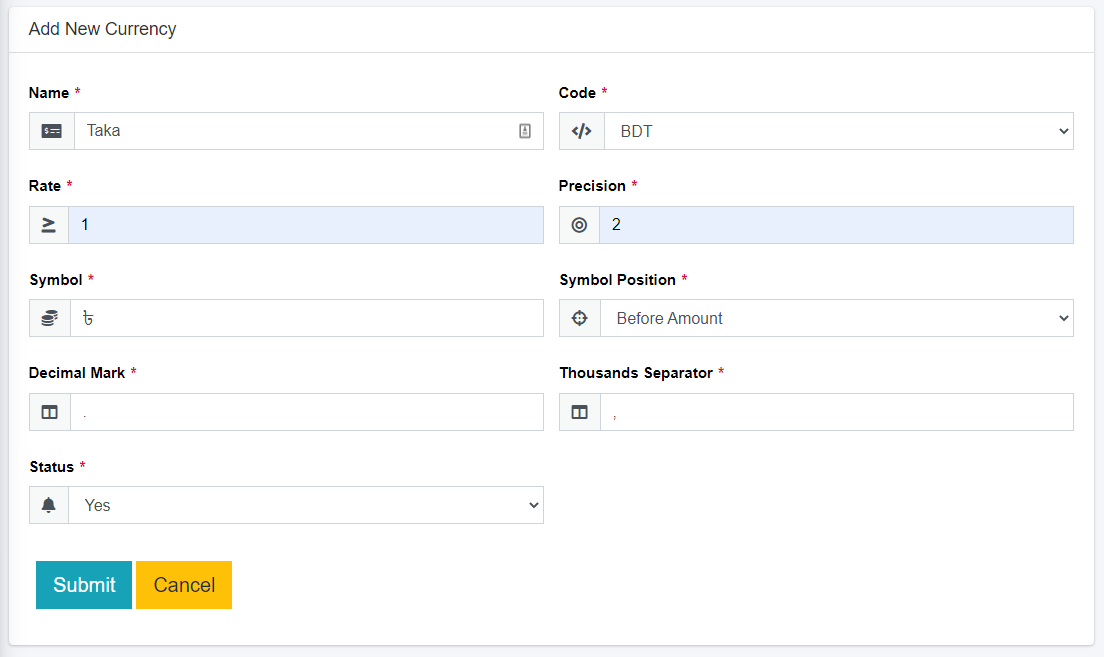 Add New Currency
Name * Code *
Taka BDT
Rate * Precision *
1 2
Symbol * Symbol Position *
৳ Before Amount
Decimal Mark * Thousands Separator *
. ,
Status *
Yes
Submit Cancel